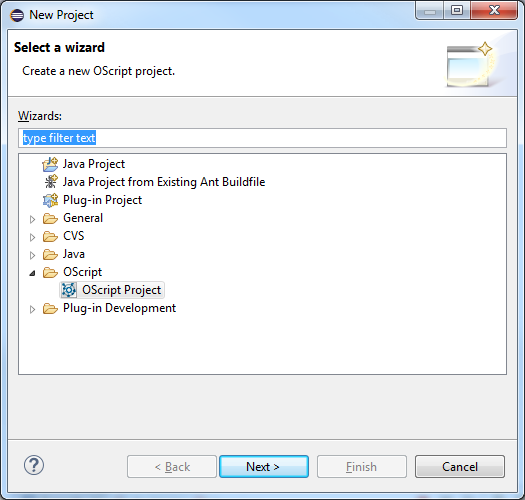 New Project
Select a wizard
Create a new OScript project.
Wizards:
type filter text
Java Project
Java Project from Existing Ant Buildfile
Plug-in Project
General
CVS
Java
OScript
OScript Project
Plug-in Development
?
< Back Next > Finish Cancel